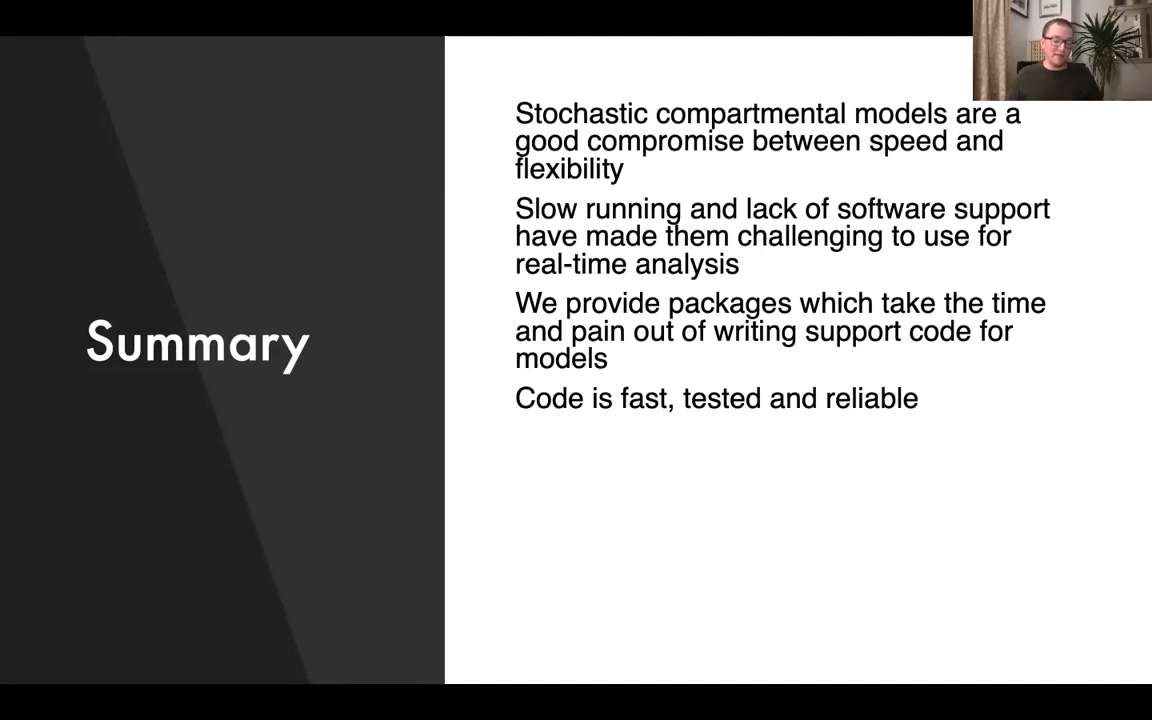 Summary
Stochastic compartmental models are a
good compromise between speed and
flexibility
Slow running and lack of software support
have made them challenging to use for
real-time analysis
We provide packages which take the time
and pain out of writing support code for
models
Code is fast, tested and reliable